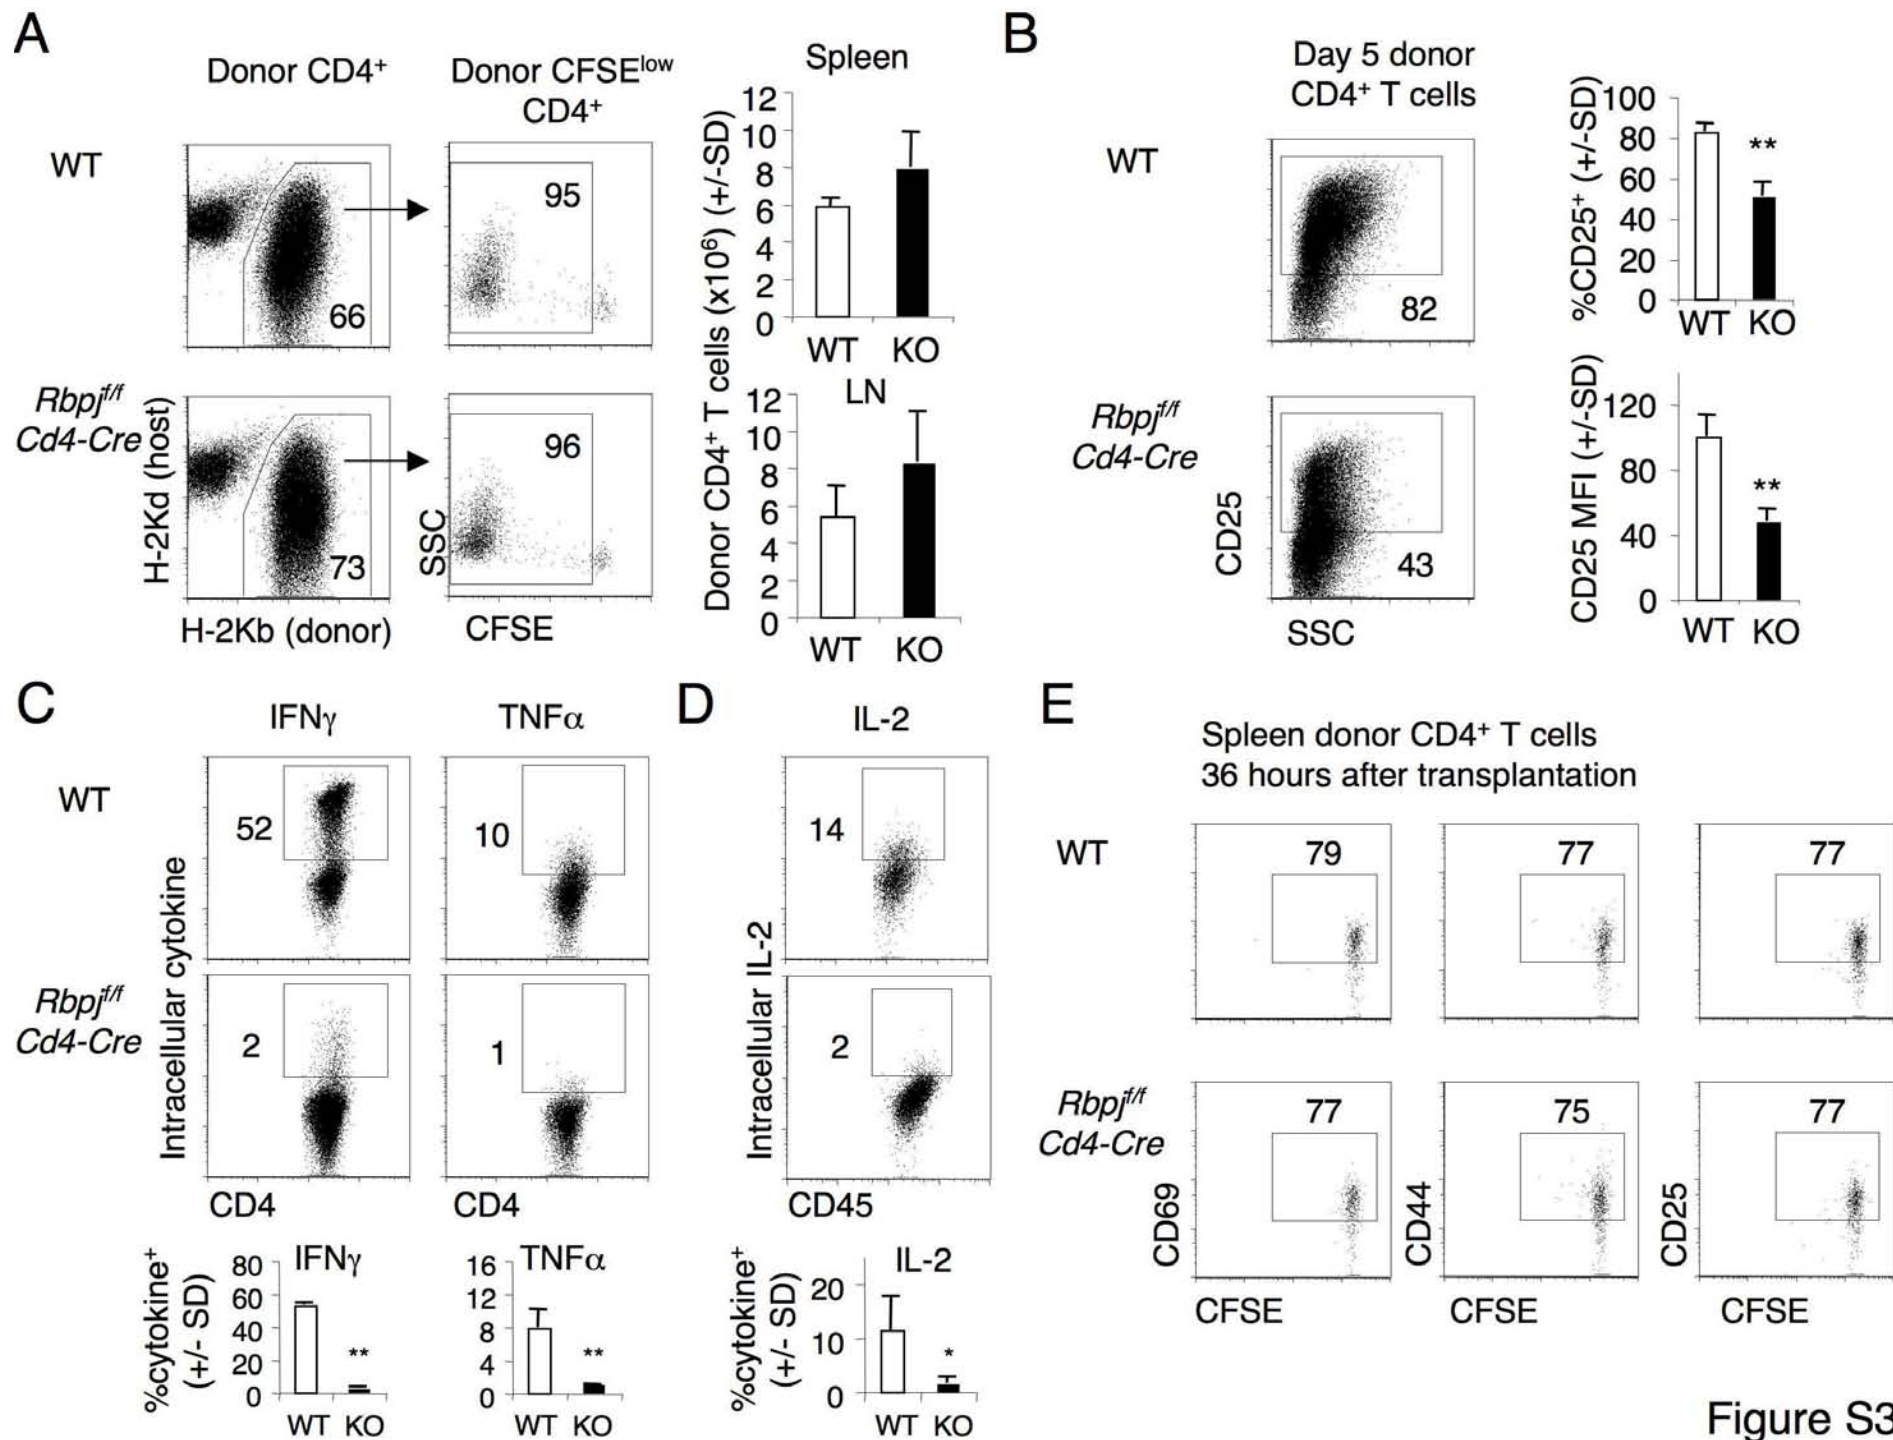 A
Donor CD4+
Donor CFSElow
CD4+
Spleen
WT
66
95
Rbpjf/f
Cd4-Cre
73
96
H-2Kd (host)
H-2Kb (donor)
SSC
CFSE
Donor CD4+ T cells (x10⁶) (+/-SD)
12
10
8
6
4
2
0
WT KO
LN
12
10
8
6
4
2
0
WT KO
B
Day 5 donor
CD4+ T cells
WT
82
Rbpjf/f
Cd4-Cre
43
CD25
SSC
%CD25+ (+/-SD)
100
80
60
40
20
0
**
WT KO
CD25 MFI (+/-SD)
120
80
40
0
**
WT KO
C
IFNγ
TNFα
WT
52
10
Rbpjf/f
Cd4-Cre
2
1
Intracellular cytokine
CD4
CD4
%cytokine+
(+/- SD)
IFNγ
80
60
40
20
0
**
WT KO
TNFα
16
12
8
4
0
**
WT KO
D
IL-2
14
2
Intracellular IL-2
CD45
%cytokine+
(+/- SD)
IL-2
20
10
0
*
WT KO
E
Spleen donor CD4+ T cells
36 hours after transplantation
WT
79
77
77
Rbpjf/f
Cd4-Cre
77
75
77
CD69
CD44
CD25
CFSE
CFSE
CFSE
Figure S3